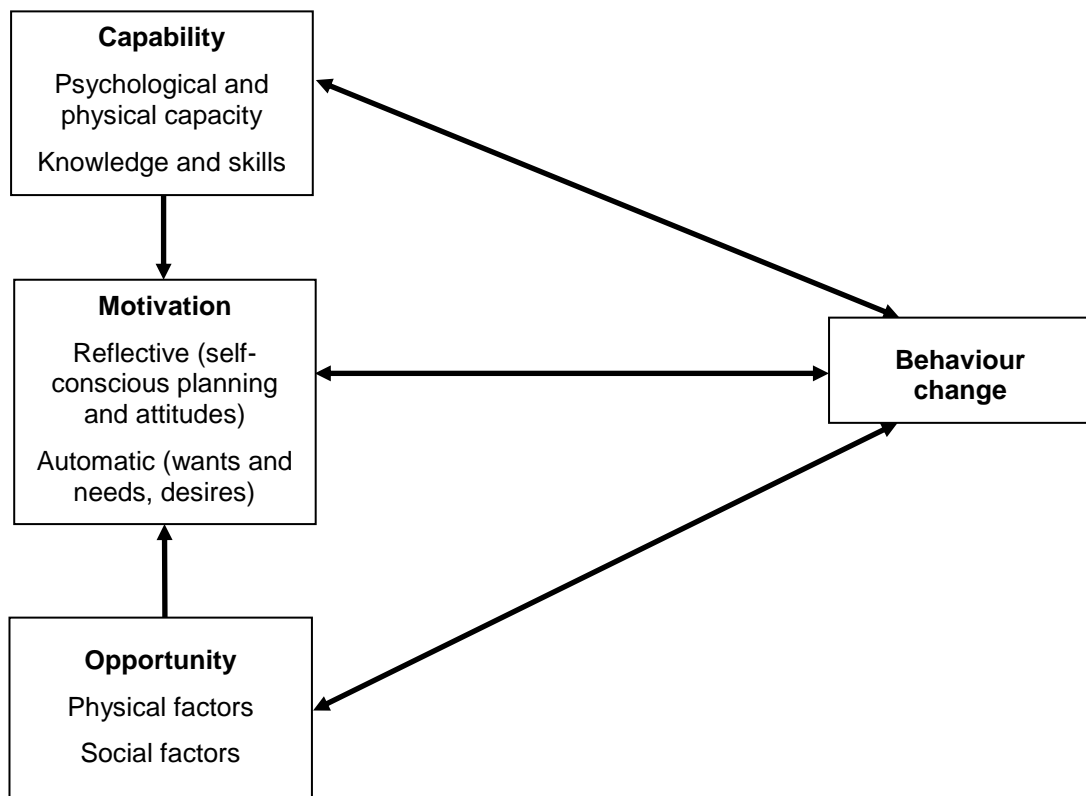 Capability
Psychological and
physical capacity
Knowledge and skills
Motivation
Reflective (self-
conscious planning
and attitudes)
Automatic (wants and
needs, desires)
Behaviour
change
Opportunity
Physical factors
Social factors